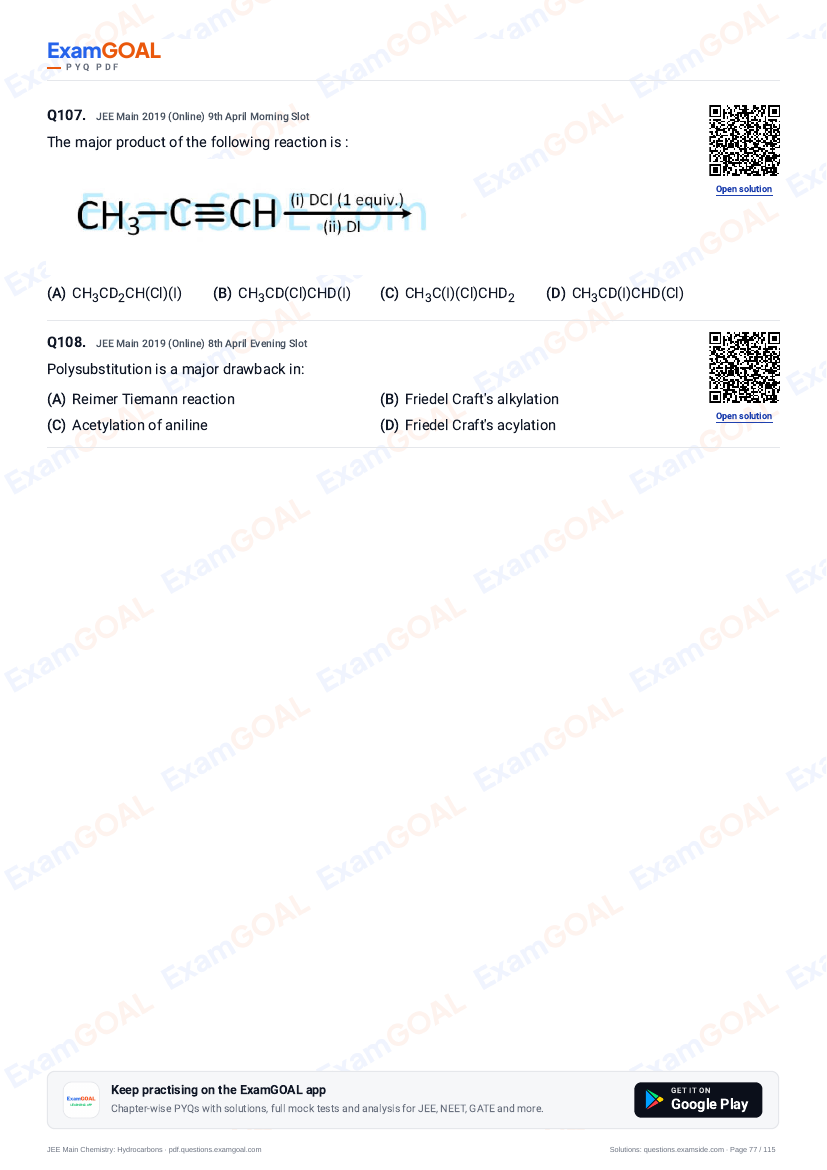 ExamGOAL
PYQ PDF
Q107. JEE Main 2019 (Online) 9th April Morning Slot
The major product of the following reaction is :
Open solution
ExamSIDE.com
CH₃—C≡CH (i) DCl (1 equiv.)
(ii) DI
(A) CH₃CD₂CH(Cl)(I) (B) CH₃CD(Cl)CHD(I) (C) CH₃C(I)(Cl)CHD₂ (D) CH₃CD(I)CHD(Cl)
Q108. JEE Main 2019 (Online) 8th April Evening Slot
Polysubstitution is a major drawback in:
(A) Reimer Tiemann reaction (B) Friedel Craft's alkylation
(C) Acetylation of aniline (D) Friedel Craft's acylation
Open solution
Keep practising on the ExamGOAL app
Chapter-wise PYQs with solutions, full mock tests and analysis for JEE, NEET, GATE and more.
ExamGOAL
GET IT ON
Google Play
JEE Main Chemistry: Hydrocarbons · pdf.questions.examgoal.com Solutions: questions.examside.com · Page 77 / 115